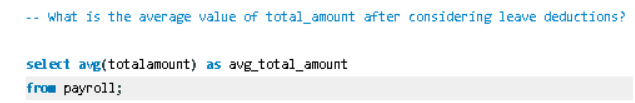 -- What is the average value of total_amount after considering leave deductions?
select avg(totalamount) as avg_total_amount
from payroll;